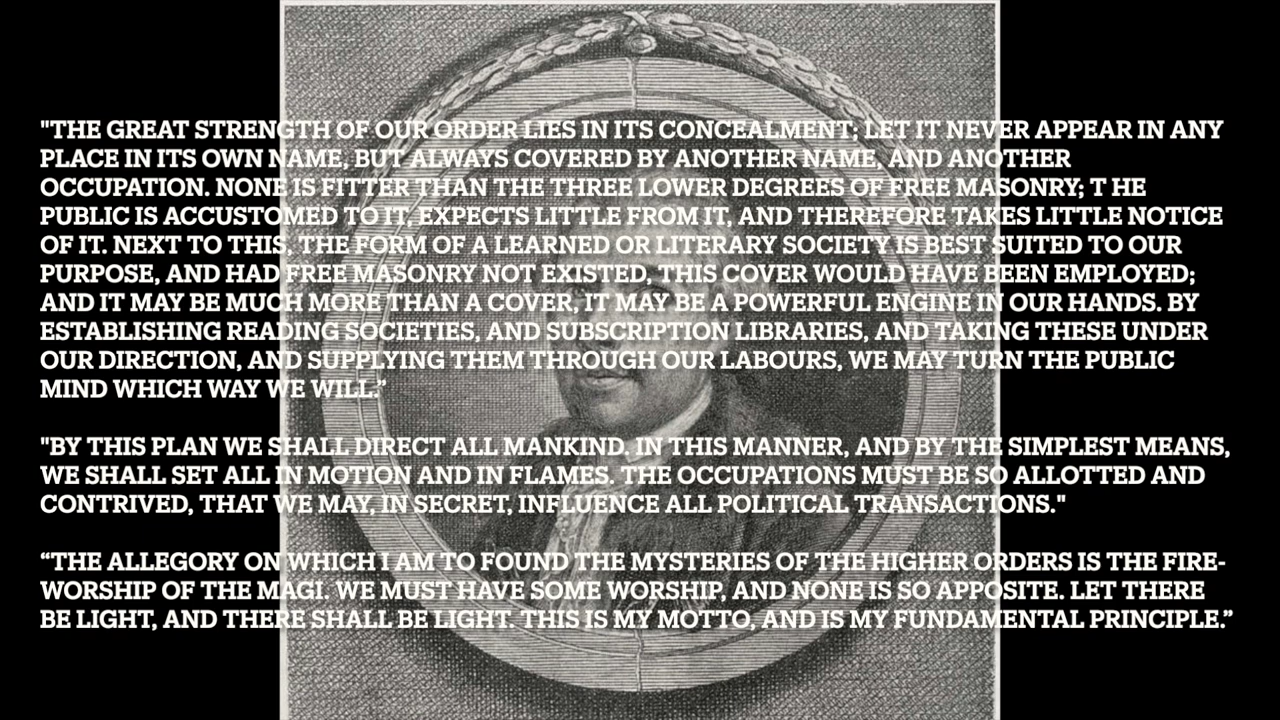 "THE GREAT STRENGTH OF OUR ORDER LIES IN ITS CONCEALMENT; LET IT NEVER APPEAR IN ANY
PLACE IN ITS OWN NAME, BUT ALWAYS COVERED BY ANOTHER NAME, AND ANOTHER
OCCUPATION. NONE IS FITTER THAN THE THREE LOWER DEGREES OF FREE MASONRY; T HE
PUBLIC IS ACCUSTOMED TO IT, EXPECTS LITTLE FROM IT, AND THEREFORE TAKES LITTLE NOTICE
OF IT. NEXT TO THIS, THE FORM OF A LEARNED OR LITERARY SOCIETY IS BEST SUITED TO OUR
PURPOSE, AND HAD FREE MASONRY NOT EXISTED, THIS COVER WOULD HAVE BEEN EMPLOYED;
AND IT MAY BE MUCH MORE THAN A COVER, IT MAY BE A POWERFUL ENGINE IN OUR HANDS. BY
ESTABLISHING READING SOCIETIES, AND SUBSCRIPTION LIBRARIES, AND TAKING THESE UNDER
OUR DIRECTION, AND SUPPLYING THEM THROUGH OUR LABOURS, WE MAY TURN THE PUBLIC
MIND WHICH WAY WE WILL.”
"BY THIS PLAN WE SHALL DIRECT ALL MANKIND. IN THIS MANNER, AND BY THE SIMPLEST MEANS,
WE SHALL SET ALL IN MOTION AND IN FLAMES. THE OCCUPATIONS MUST BE SO ALLOTTED AND
CONTRIVED, THAT WE MAY, IN SECRET, INFLUENCE ALL POLITICAL TRANSACTIONS."
“THE ALLEGORY ON WHICH I AM TO FOUND THE MYSTERIES OF THE HIGHER ORDERS IS THE FIRE-
WORSHIP OF THE MAGI. WE MUST HAVE SOME WORSHIP, AND NONE IS SO APPOSITE. LET THERE
BE LIGHT, AND THERE SHALL BE LIGHT. THIS IS MY MOTTO, AND IS MY FUNDAMENTAL PRINCIPLE.”